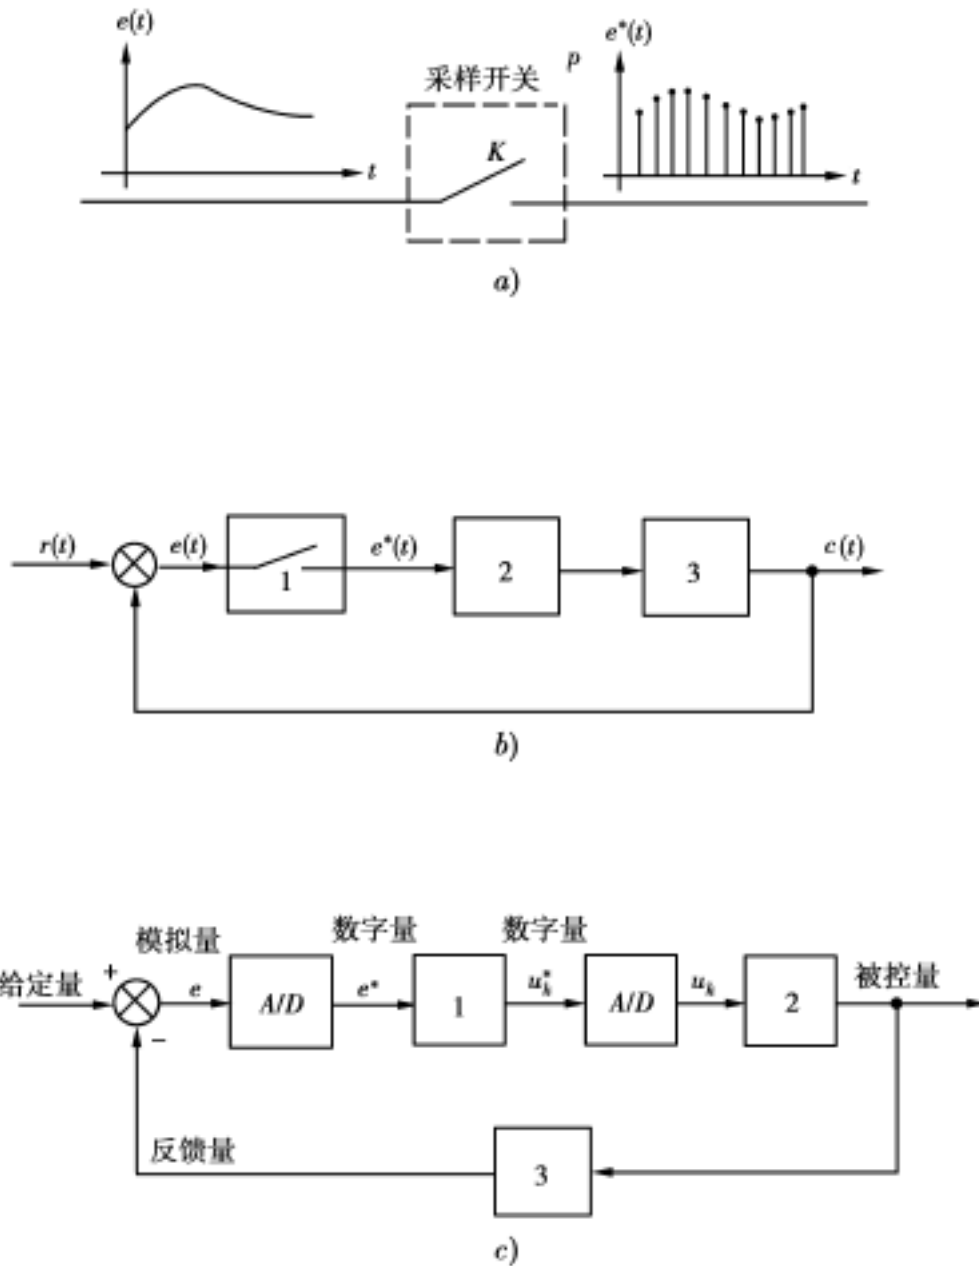 e(t)
e*(t)
p
采样开关
K
t
t
a)
r(t)
e(t)
e*(t)
c(t)
1
2
3
b)
模拟量
数字量
数字量
给定量
+
e
A/D
e*
1
u*k
A/D
uk
2
被控量
−
反馈量
3
c)